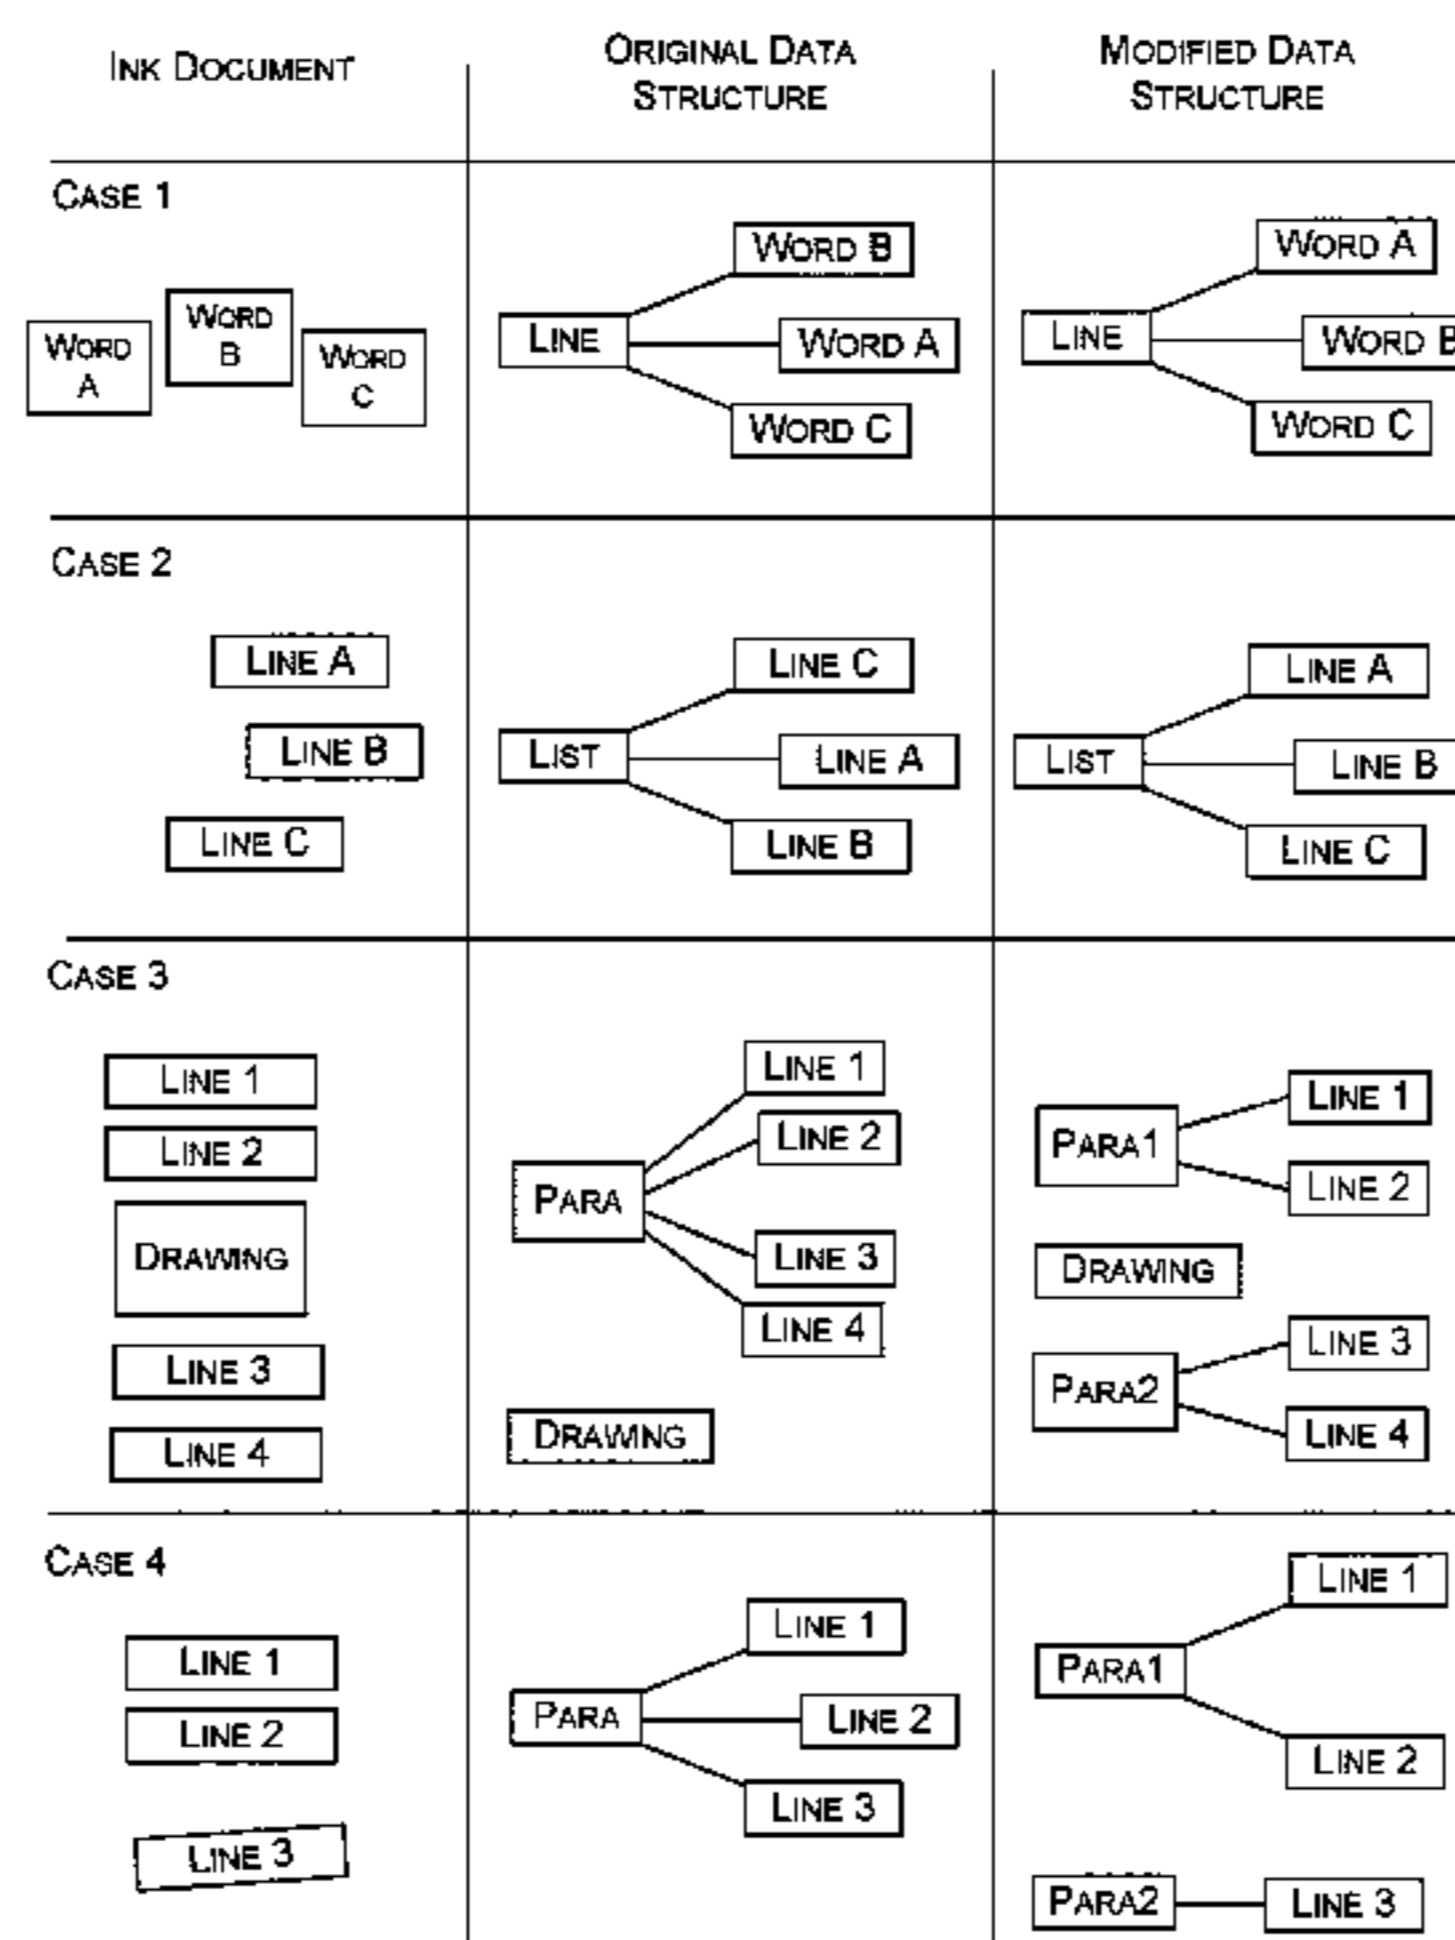 INK DOCUMENT
ORIGINAL DATA
STRUCTURE
MODIFIED DATA
STRUCTURE
CASE 1
WORD
A
WORD
B
WORD
C
LINE
WORD B
WORD A
WORD C
LINE
WORD A
WORD B
WORD C
CASE 2
LINE A
LINE B
LINE C
LIST
LINE C
LINE A
LINE B
LIST
LINE A
LINE B
LINE C
CASE 3
LINE 1
LINE 2
DRAWING
LINE 3
LINE 4
PARA
LINE 1
LINE 2
LINE 3
LINE 4
DRAWING
PARA1
LINE 1
LINE 2
DRAWING
PARA2
LINE 3
LINE 4
CASE 4
LINE 1
LINE 2
LINE 3
PARA
LINE 1
LINE 2
LINE 3
PARA1
LINE 1
LINE 2
PARA2
LINE 3